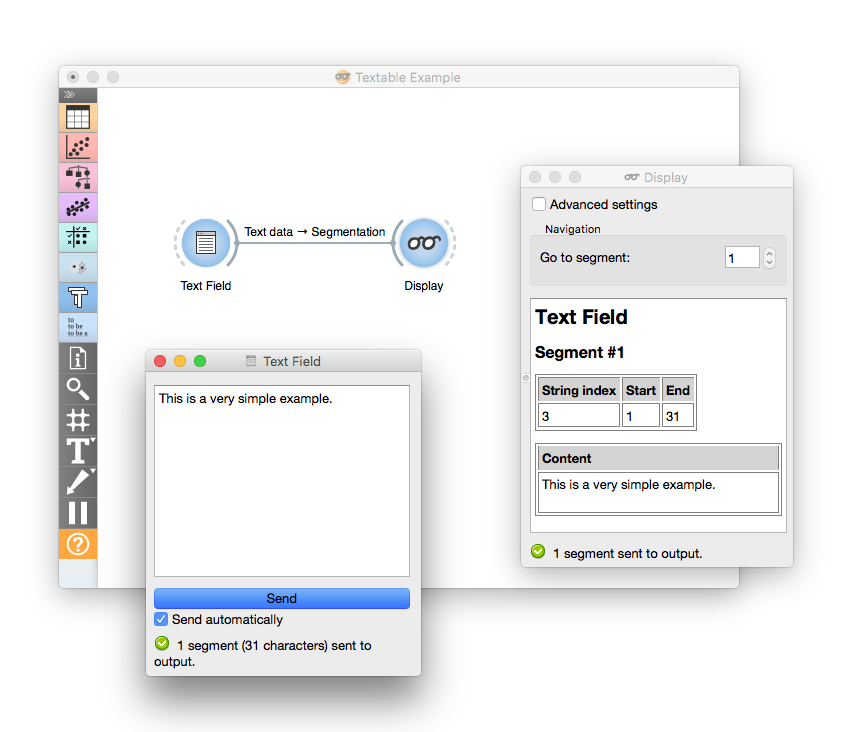 Textable Example
Text data → Segmentation
Text Field
Display
to
to be
to be a
Text Field
This is a very simple example.
Send
Send automatically
1 segment (31 characters) sent to
output.
Display
Advanced settings
Navigation
Go to segment:
1
Text Field
Segment #1
String index Start End
3 1 31
Content
This is a very simple example.
1 segment sent to output.